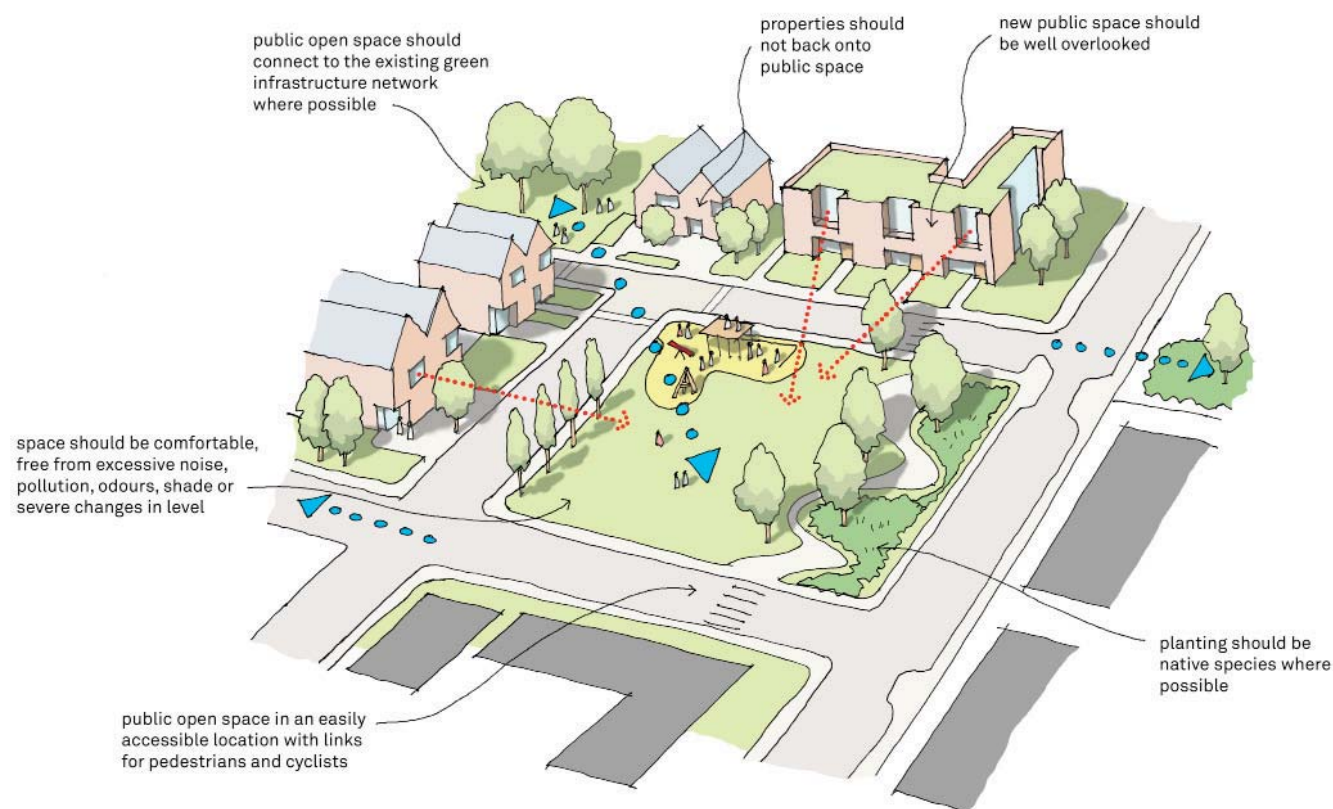 public open space should
connect to the existing green
infrastructure network
where possible
properties should
not back onto
public space
new public space should
be well overlooked
space should be comfortable,
free from excessive noise,
pollution, odours, shade or
severe changes in level
planting should be
native species where
possible
public open space in an easily
accessible location with links
for pedestrians and cyclists